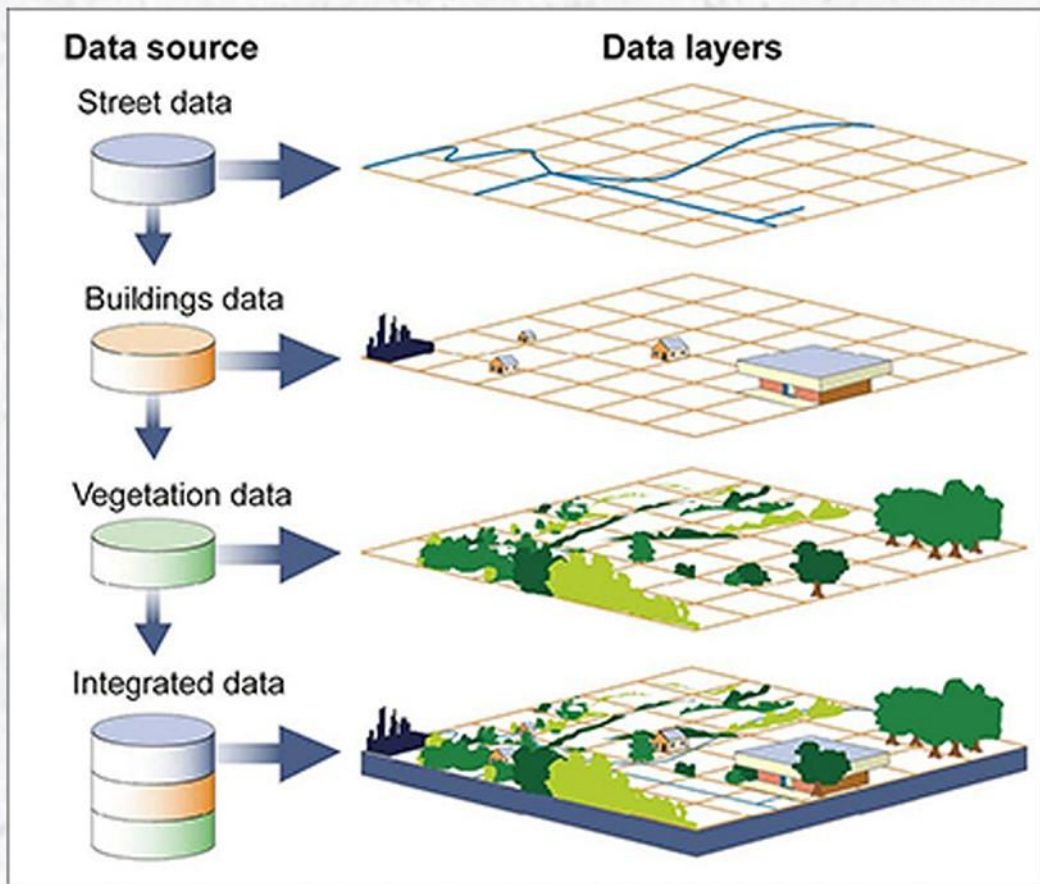 Data source
Data layers
Street data
Buildings data
Vegetation data
Integrated data